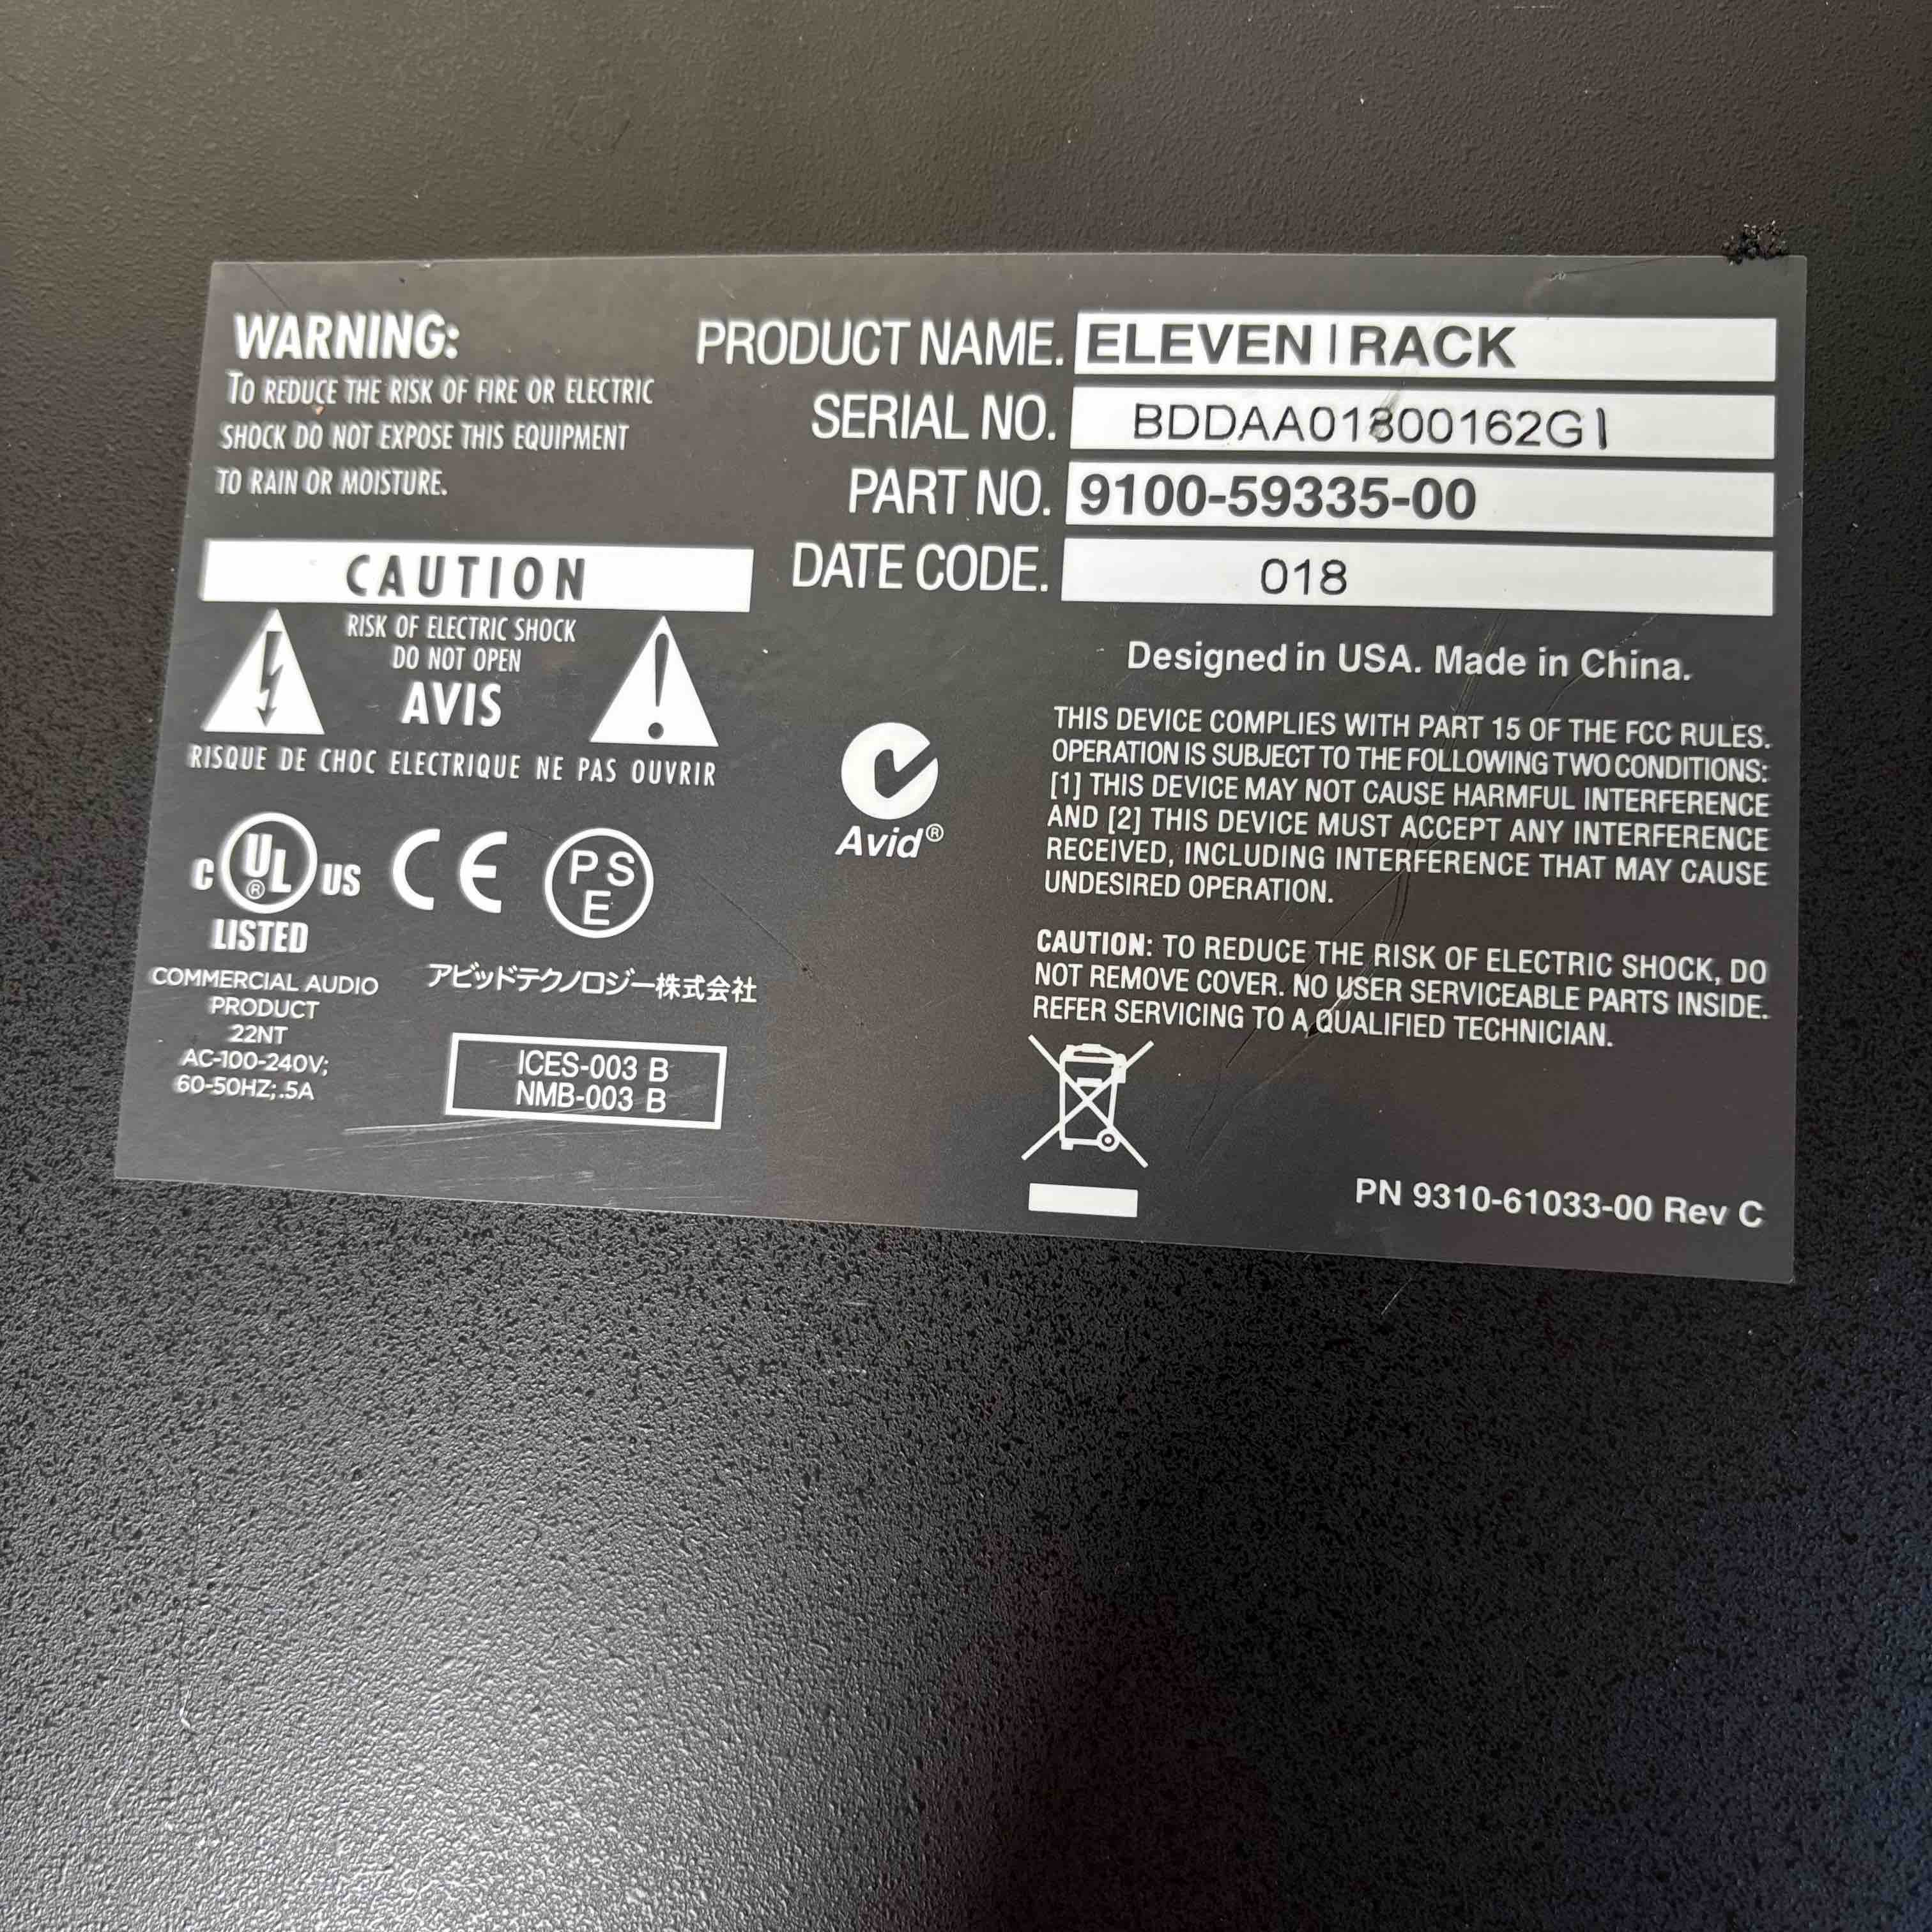 WARNING:
TO REDUCE THE RISK OF FIRE OR ELECTRIC
SHOCK DO NOT EXPOSE THIS EQUIPMENT
TO RAIN OR MOISTURE.
PRODUCT NAME. ELEVEN | RACK
SERIAL NO. BDDAA01800162G1
PART NO. 9100-59335-00
DATE CODE. 018
CAUTION
RISK OF ELECTRIC SHOCK
DO NOT OPEN
AVIS
RISQUE DE CHOC ELECTRIQUE NE PAS OUVRIR
Designed in USA. Made in China.
THIS DEVICE COMPLIES WITH PART 15 OF THE FCC RULES.
OPERATION IS SUBJECT TO THE FOLLOWING TWO CONDITIONS:
[1] THIS DEVICE MAY NOT CAUSE HARMFUL INTERFERENCE
AND [2] THIS DEVICE MUST ACCEPT ANY INTERFERENCE
RECEIVED, INCLUDING INTERFERENCE THAT MAY CAUSE
UNDESIRED OPERATION.
Avid®
C UL® US CE PSE
LISTED
COMMERCIAL AUDIO
PRODUCT
22NT
AC-100-240V;
60-50HZ;.5A
アビッドテクノロジー株式会社
ICES-003 B
NMB-003 B
CAUTION: TO REDUCE THE RISK OF ELECTRIC SHOCK, DO
NOT REMOVE COVER. NO USER SERVICEABLE PARTS INSIDE.
REFER SERVICING TO A QUALIFIED TECHNICIAN.
PN 9310-61033-00 Rev C